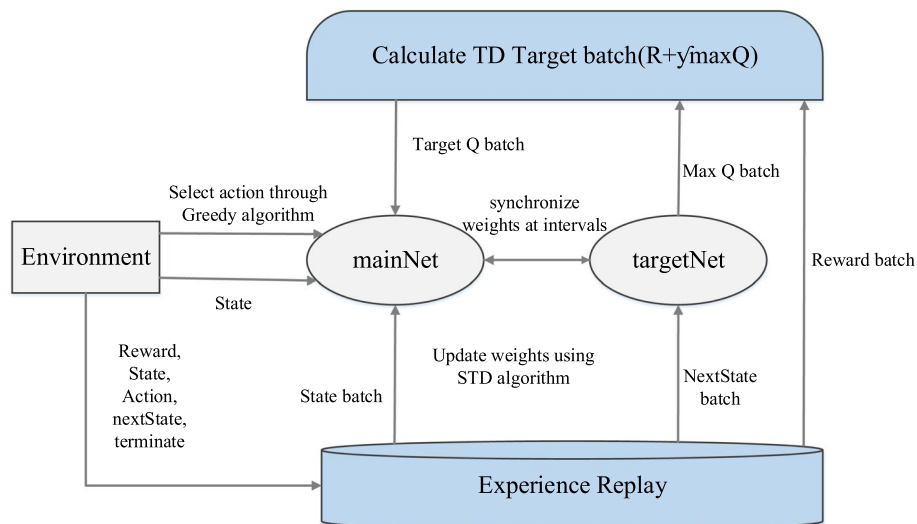 Calculate TD Target batch(R+γmaxQ)
Target Q batch
Max Q batch
Select action through
Greedy algorithm
synchronize
weights at intervals
Environment
mainNet
targetNet
Reward batch
State
Reward,
State,
Action,
nextState,
terminate
Update weights using
STD algorithm
State batch
NextState
batch
Experience Replay